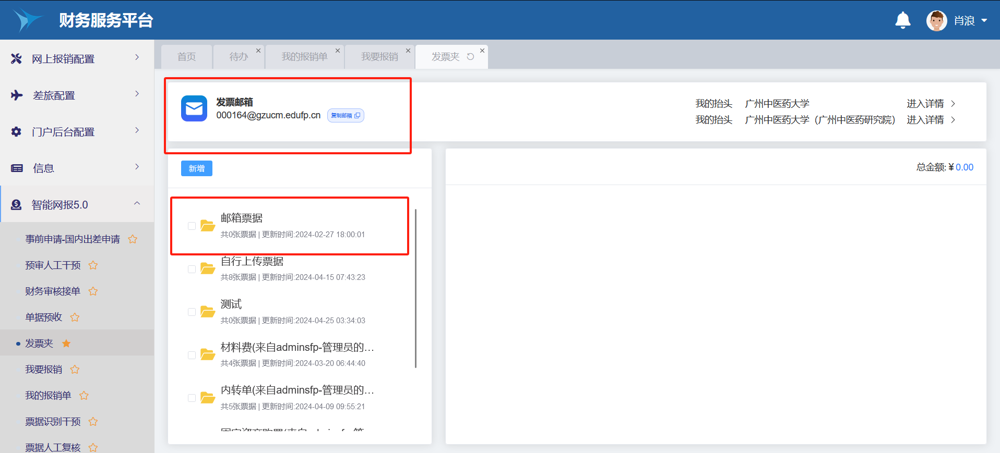 财务服务平台
肖浪
网上报销配置
差旅配置
门户后台配置
信息
智能网报5.0
事前申请-国内出差申请
预审人工干预
财务审核接单
单据预收
发票夹
我要报销
我的报销单
票据识别干预
票据人工复核
首页
待办
我的报销单
我要报销
发票夹
发票邮箱
000164@gzucm.edufp.cn 复制邮箱
我的抬头 广州中医药大学 进入详情
我的抬头 广州中医药大学（广州中医药研究院） 进入详情
新增
邮箱票据
共0张票据 | 更新时间:2024-02-27 18:00:01
自行上传票据
共8张票据 | 更新时间:2024-04-15 07:43:23
测试
共0张票据 | 更新时间:2024-04-25 03:34:03
材料费(来自adminsfp-管理员的…
共4张票据 | 更新时间:2024-03-20 06:44:40
内转单(来自adminsfp-管理员的…
共5张票据 | 更新时间:2024-04-09 09:55:21
总金额:¥0.00